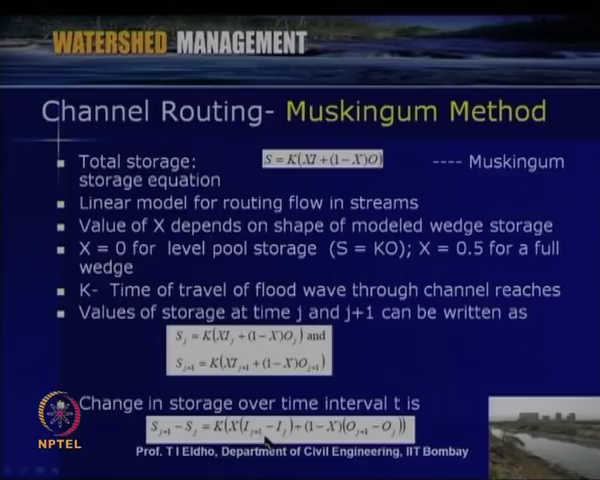 WATERSHED MANAGEMENT
Channel Routing- Muskingum Method
Total storage: S = K(XI + (1 − X)O) ---- Muskingum
storage equation
Linear model for routing flow in streams
Value of X depends on shape of modeled wedge storage
X = 0 for level pool storage (S = KO); X = 0.5 for a full
wedge
K- Time of travel of flood wave through channel reaches
Values of storage at time j and j+1 can be written as
S_j = K(XI_j + (1 − X)O_j) and
S_{j+1} = K(XI_{j+1} + (1 − X)O_{j+1})
Change in storage over time interval t is
S_{j+1} − S_j = K(X(I_{j+1} − I_j) + (1 − X)(O_{j+1} − O_j))
NPTEL
Prof. T I Eldho, Department of Civil Engineering, IIT Bombay